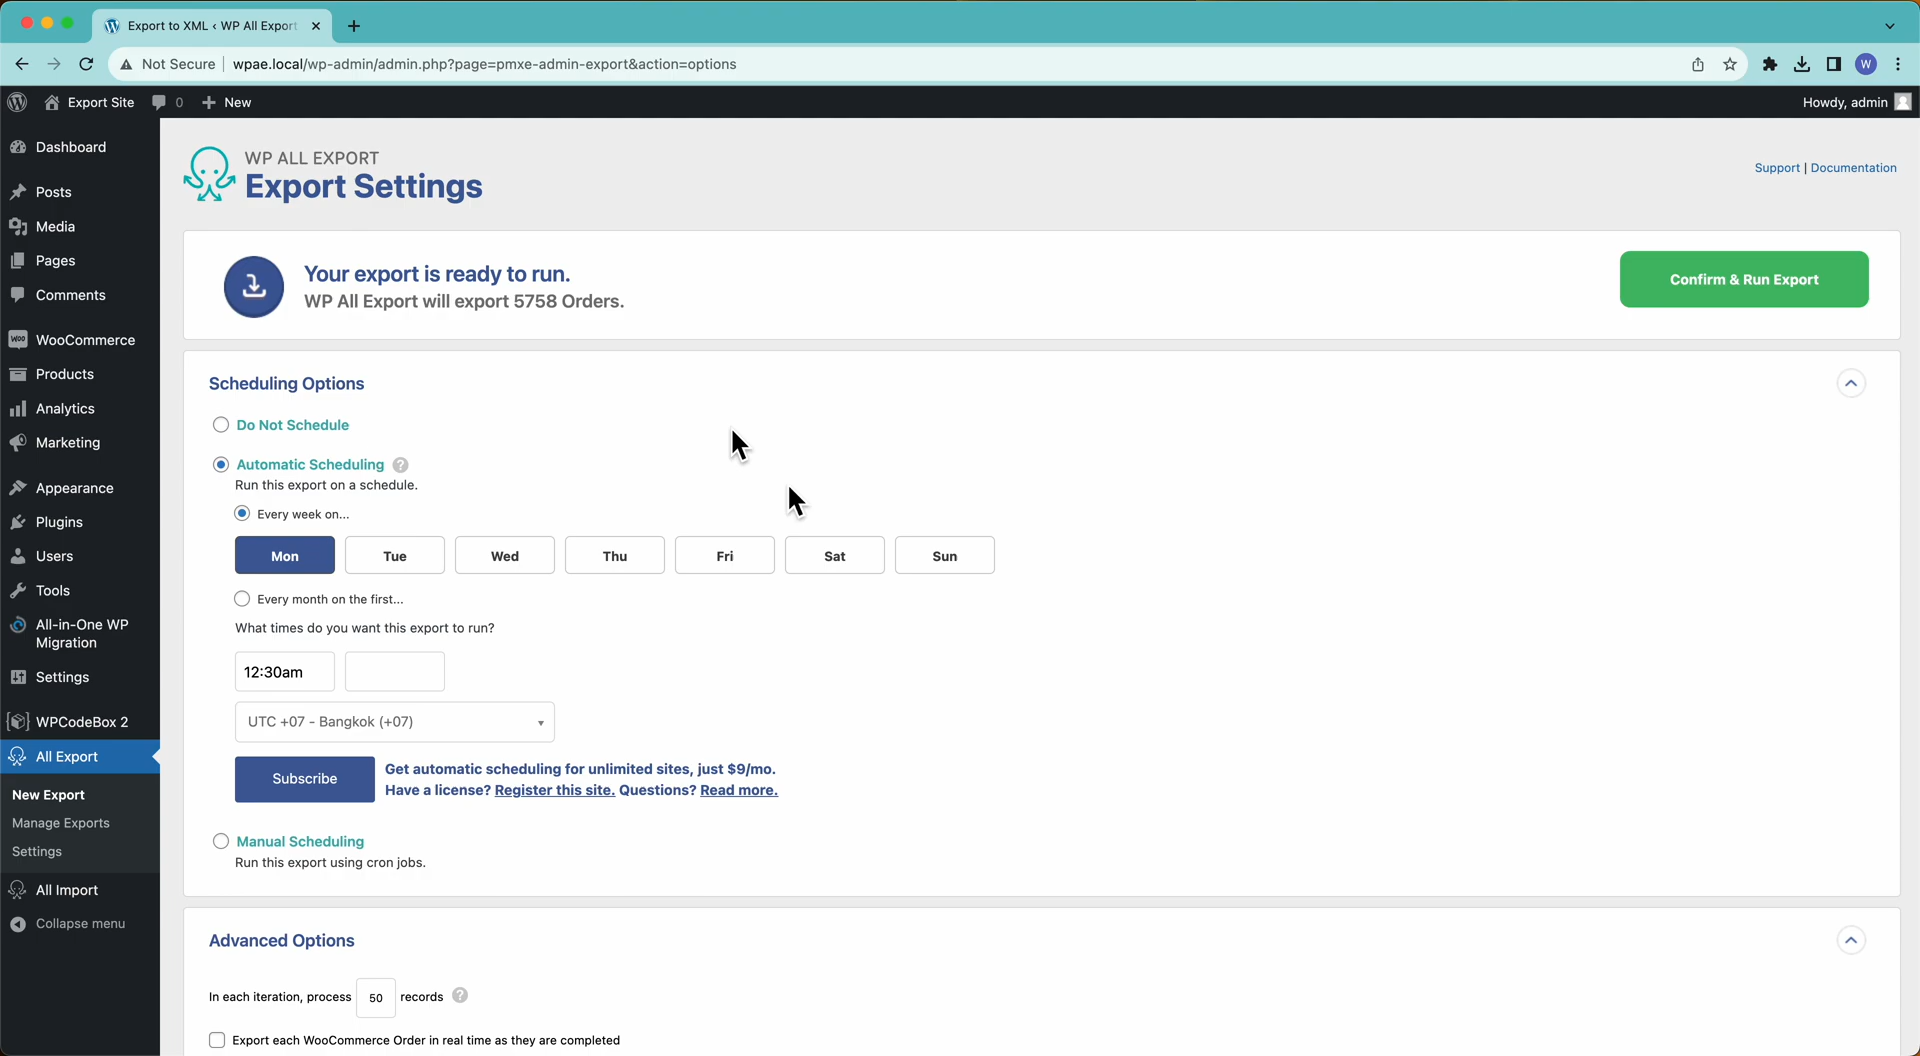 Export to XML ‹ WP All Export
Not Secure
wpae.local/wp-admin/admin.php?page=pmxe-admin-export&action=options
W
Export Site
0
New
Howdy, admin
Dashboard
Posts
Media
Pages
Comments
WooCommerce
Products
Analytics
Marketing
Appearance
Plugins
Users
Tools
All-in-One WP
Migration
Settings
WPCodeBox 2
All Export
New Export
Manage Exports
Settings
All Import
Collapse menu
WP ALL EXPORT
Export Settings
Support | Documentation
Your export is ready to run.
WP All Export will export 5758 Orders.
Confirm & Run Export
Scheduling Options
Do Not Schedule
Automatic Scheduling ?
Run this export on a schedule.
Every week on...
Mon Tue Wed Thu Fri Sat Sun
Every month on the first...
What times do you want this export to run?
12:30am
UTC +07 - Bangkok (+07)
Subscribe
Get automatic scheduling for unlimited sites, just $9/mo.
Have a license? Register this site. Questions? Read more.
Manual Scheduling
Run this export using cron jobs.
Advanced Options
In each iteration, process 50 records ?
Export each WooCommerce Order in real time as they are completed